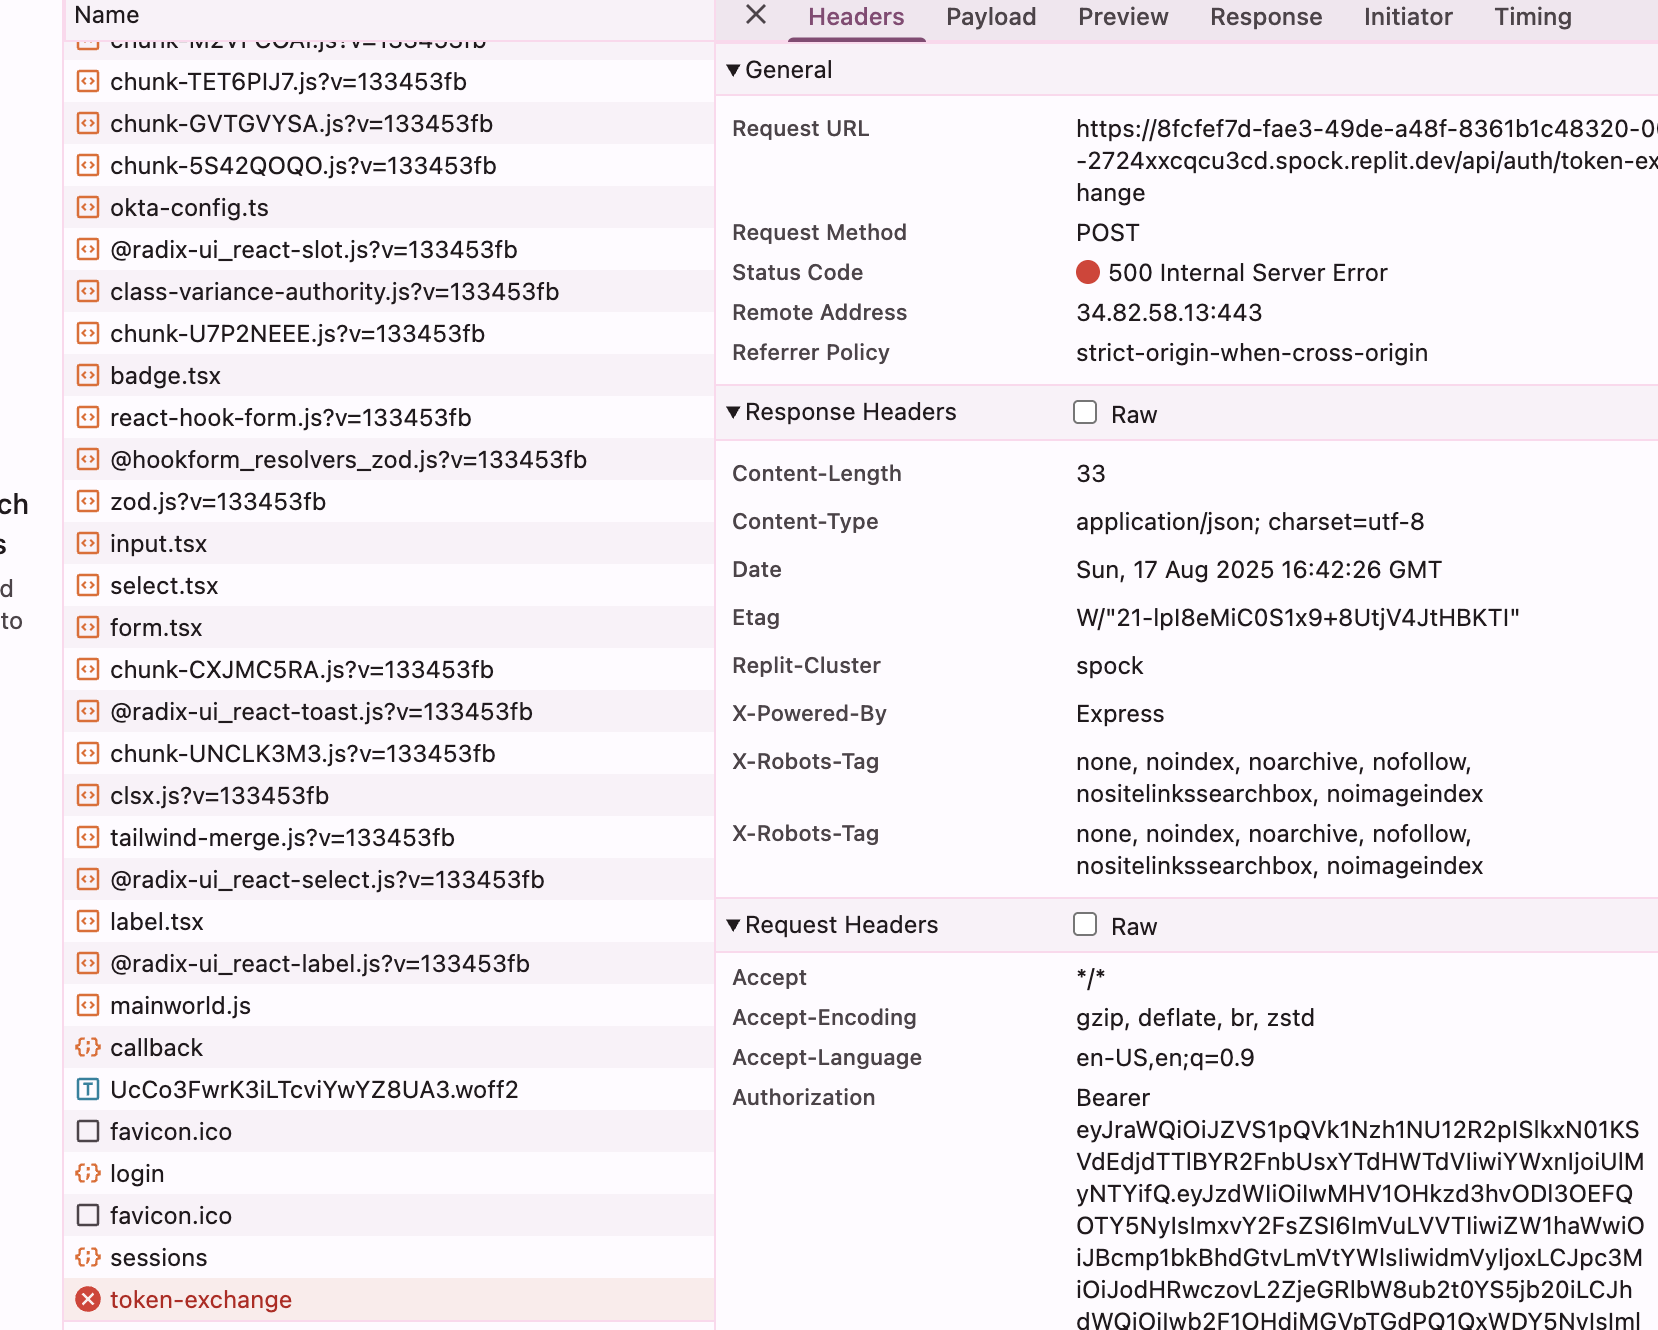 Name
chunk-TET6PIJ7.js?v=133453fb
chunk-GVTGVYSA.js?v=133453fb
chunk-5S42QOQO.js?v=133453fb
okta-config.ts
@radix-ui_react-slot.js?v=133453fb
class-variance-authority.js?v=133453fb
chunk-U7P2NEEE.js?v=133453fb
badge.tsx
react-hook-form.js?v=133453fb
@hookform_resolvers_zod.js?v=133453fb
zod.js?v=133453fb
input.tsx
select.tsx
form.tsx
chunk-CXJMC5RA.js?v=133453fb
@radix-ui_react-toast.js?v=133453fb
chunk-UNCLK3M3.js?v=133453fb
clsx.js?v=133453fb
tailwind-merge.js?v=133453fb
@radix-ui_react-select.js?v=133453fb
label.tsx
@radix-ui_react-label.js?v=133453fb
mainworld.js
callback
UcCo3FwrK3iLTcviYwYZ8UA3.woff2
favicon.ico
login
favicon.ico
sessions
token-exchange
ch
s
d
to
Headers Payload Preview Response Initiator Timing
General
Request URL
https://8fcfef7d-fae3-49de-a48f-8361b1c48320-0
-2724xxcqcu3cd.spock.replit.dev/api/auth/token-ex
hange
Request Method POST
Status Code 500 Internal Server Error
Remote Address 34.82.58.13:443
Referrer Policy strict-origin-when-cross-origin
Response Headers Raw
Content-Length 33
Content-Type application/json; charset=utf-8
Date Sun, 17 Aug 2025 16:42:26 GMT
Etag W/"21-lpI8eMiC0S1x9+8UtjV4JtHBKTI"
Replit-Cluster spock
X-Powered-By Express
X-Robots-Tag none, noindex, noarchive, nofollow,
nositelinkssearchbox, noimageindex
X-Robots-Tag none, noindex, noarchive, nofollow,
nositelinkssearchbox, noimageindex
Request Headers Raw
Accept */*
Accept-Encoding gzip, deflate, br, zstd
Accept-Language en-US,en;q=0.9
Authorization Bearer
eyJraWQiOiJZVS1pQVk1Nzh1NU12R2pISlkxN01KS
VdEdjdTTlBYR2FnbUsxYTdHWTdVIiwiYWxnIjoiUlM
yNTYifQ.eyJzdWIiOiIwMHV1OHkzd3hvODI3OEFQ
OTY5NyIsImxvY2FsZSI6ImVuLVVTIiwiZW1haWwiO
iJBcmp1bkBhdGtvLmVtYWlsIiwidmVyIjoxLCJpc3M
iOiJodHRwczovL2ZjeGRlbW8ub2t0YS5jb20iLCJh